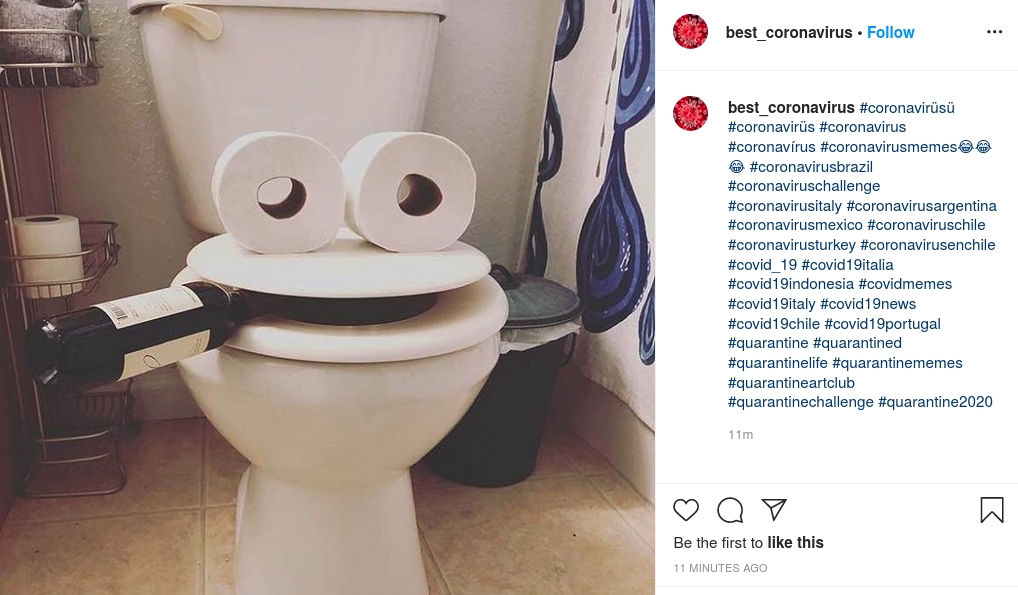 best_coronavirus • Follow
best_coronavirus #coronavirüsü
#coronavirüs #coronavirus
#coronavírus #coronavirusmemes😂😂
😂 #coronavirusbrazil
#coronaviruschallenge
#coronavirusitaly #coronavirusargentina
#coronavirusmexico #coronaviruschile
#coronavirusturkey #coronavirusenchile
#covid_19 #covid19italia
#covid19indonesia #covidmemes
#covid19italy #covid19news
#covid19chile #covid19portugal
#quarantine #quarantined
#quarantinelife #quarantinememes
#quarantineartclub
#quarantinechallenge #quarantine2020
11m
Be the first to like this
11 MINUTES AGO